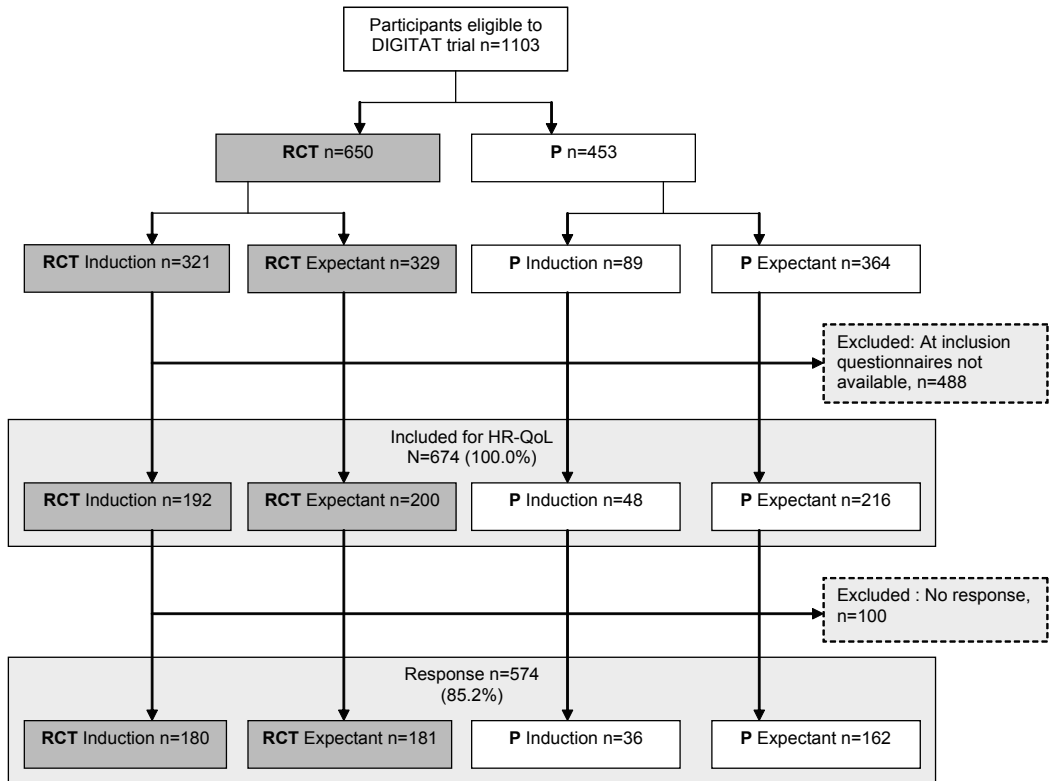 Participants eligible to
DIGITAT trial n=1103
RCT n=650
P n=453
RCT Induction n=321
RCT Expectant n=329
P Induction n=89
P Expectant n=364
Excluded: At inclusion
questionnaires not
available, n=488
Included for HR-QoL
N=674 (100.0%)
RCT Induction n=192
RCT Expectant n=200
P Induction n=48
P Expectant n=216
Excluded : No response,
n=100
Response n=574
(85.2%)
RCT Induction n=180
RCT Expectant n=181
P Induction n=36
P Expectant n=162